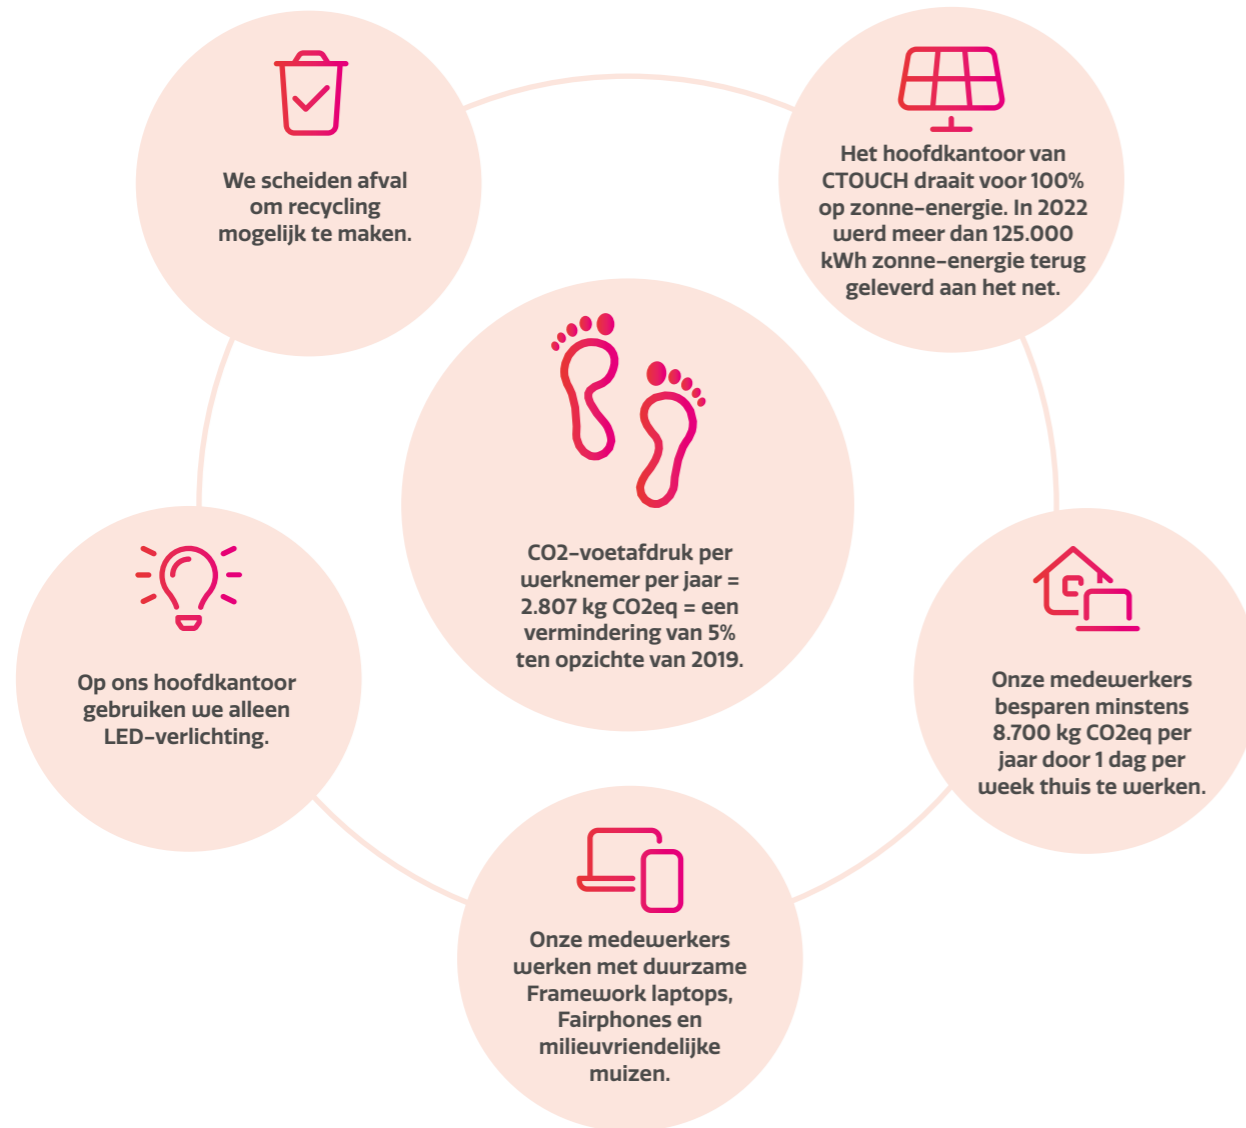 We scheiden afval
om recycling
mogelijk te maken.
Het hoofdkantoor van
CTOUCH draait voor 100%
op zonne-energie. In 2022
werd meer dan 125.000
kWh zonne-energie terug
geleverd aan het net.
CO2-voetafdruk per
werknemer per jaar =
2.807 kg CO2eq = een
vermindering van 5%
ten opzichte van 2019.
Op ons hoofdkantoor
gebruiken we alleen
LED-verlichting.
Onze medewerkers
besparen minstens
8.700 kg CO2eq per
jaar door 1 dag per
week thuis te werken.
Onze medewerkers
werken met duurzame
Framework laptops,
Fairphones en
milieuvriendelijke
muizen.